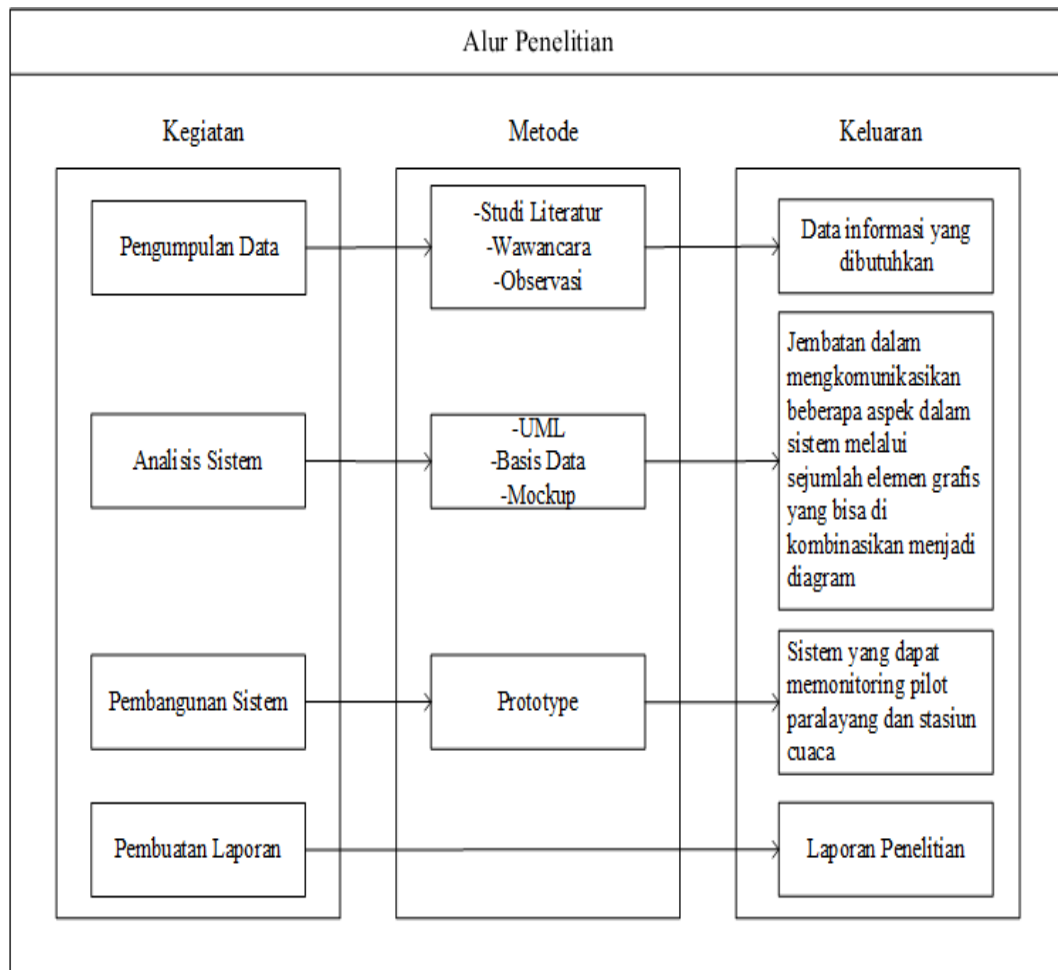 Alur Penelitian
Kegiatan
Metode
Keluaran
Pengumpulan Data
-Studi Literatur
-Wawancara
-Observasi
Data informasi yang
dibutuhkan
Analisis Sistem
-UML
-Basis Data
-Mockup
Jembatan dalam
mengkomunikasikan
beberapa aspek dalam
sistem melalui
sejumlah elemen grafis
yang bisa di
kombinasikan menjadi
diagram
Pembangunan Sistem
Prototype
Sistem yang dapat
memonitoring pilot
paralayang dan stasiun
cuaca
Pembuatan Laporan
Laporan Penelitian